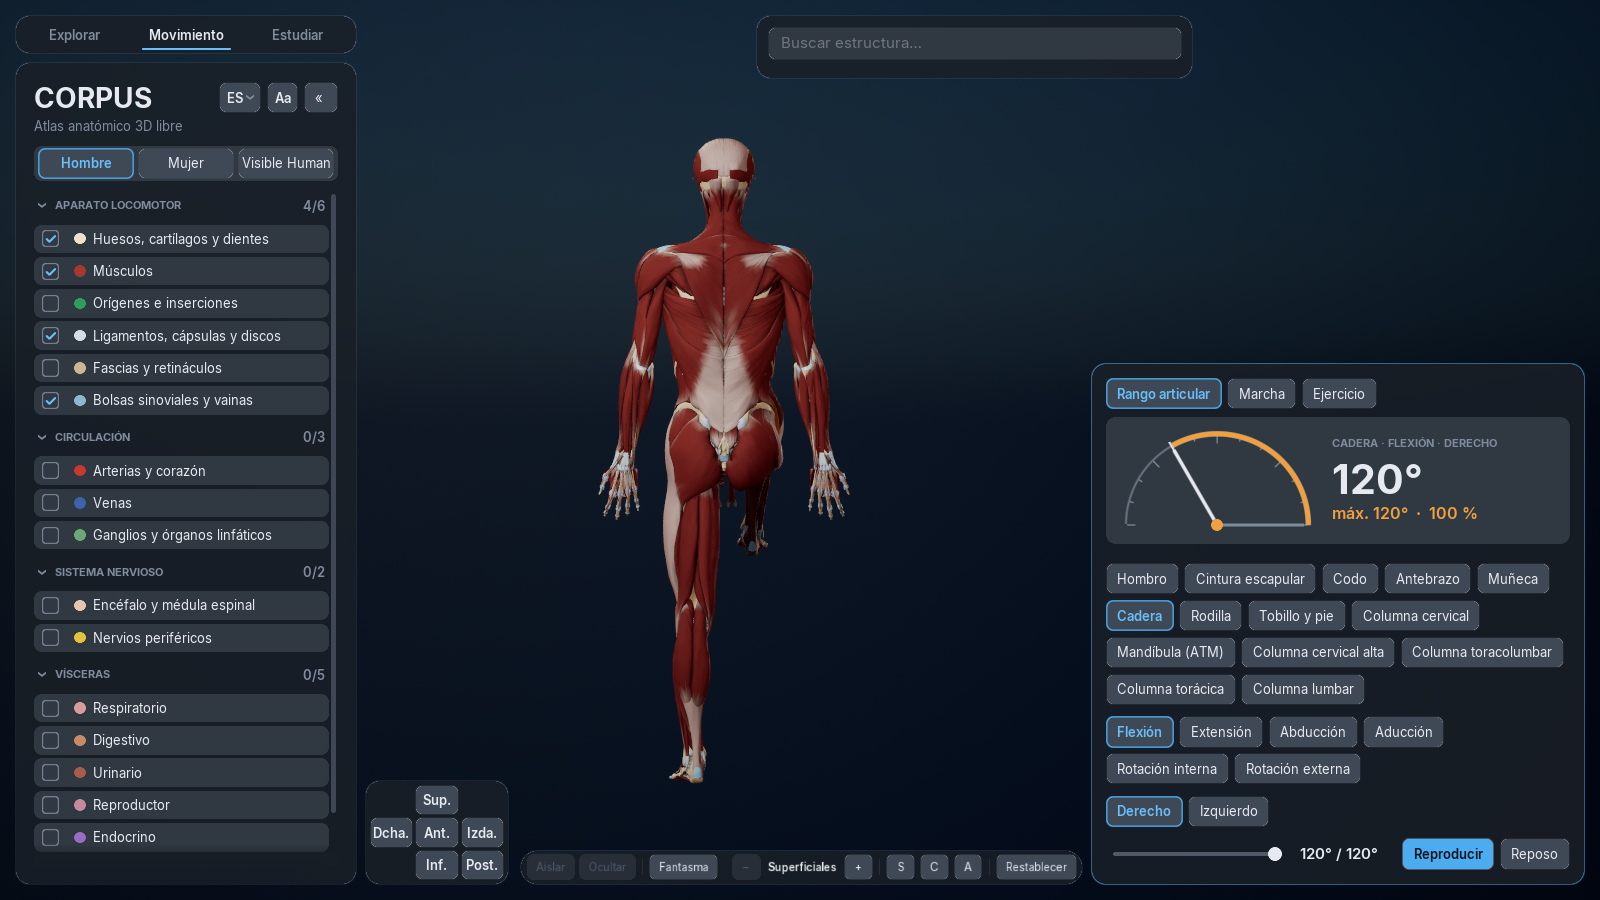 Explorar Movimiento Estudiar
Buscar estructura...
CORPUS ES Aa «
Atlas anatómico 3D libre
Hombre Mujer Visible Human
APARATO LOCOMOTOR 4/6
Huesos, cartílagos y dientes
Músculos
Orígenes e inserciones
Ligamentos, cápsulas y discos
Fascias y retináculos
Bolsas sinoviales y vainas
CIRCULACIÓN 0/3
Arterias y corazón
Venas
Ganglios y órganos linfáticos
SISTEMA NERVIOSO 0/2
Encéfalo y médula espinal
Nervios periféricos
VÍSCERAS 0/5
Respiratorio
Digestivo
Urinario
Reproductor
Endocrino
Sup.
Dcha. Ant. Izda.
Inf. Post.
Aislar Ocultar Fantasma − Superficiales + S C A Restablecer
Rango articular Marcha Ejercicio
CADERA · FLEXIÓN · DERECHO
120°
máx. 120° · 100 %
Hombro Cintura escapular Codo Antebrazo Muñeca
Cadera Rodilla Tobillo y pie Columna cervical
Mandíbula (ATM) Columna cervical alta Columna toracolumbar
Columna torácica Columna lumbar
Flexión Extensión Abducción Aducción
Rotación interna Rotación externa
Derecho Izquierdo
120° / 120° Reproducir Reposo